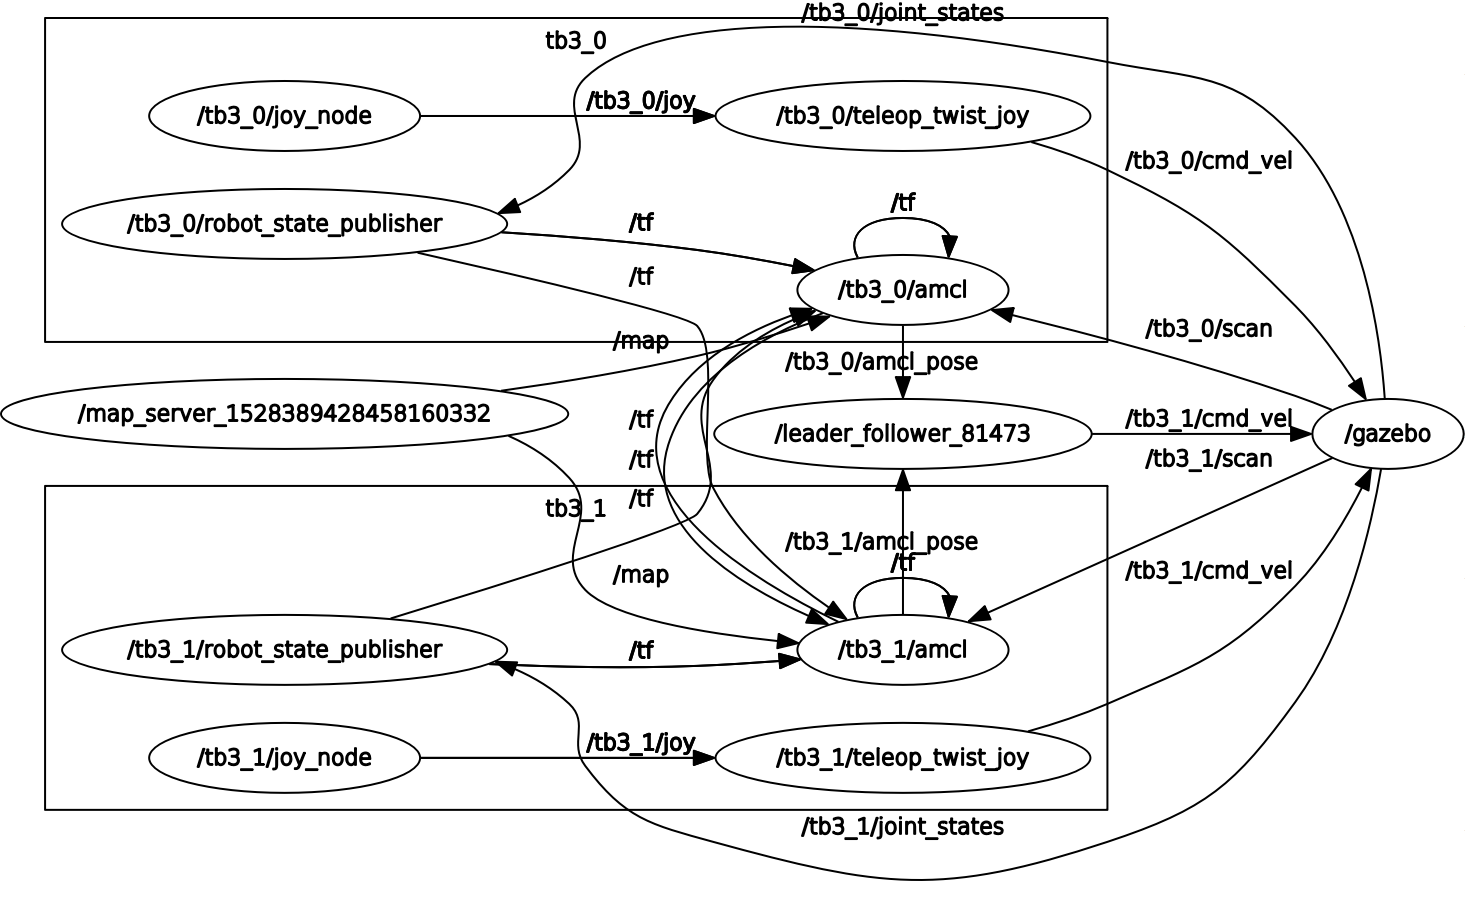 /tb3_0/joint_states
tb3_0
/tb3_0/joy_node
/tb3_0/joy
/tb3_0/teleop_twist_joy
/tb3_0/cmd_vel
/tb3_0/robot_state_publisher
/tf
/tf
/tf
/tb3_0/amcl
/tb3_0/scan
/map
/tb3_0/amcl_pose
/map_server_1528389428458160332
/tf
/leader_follower_81473
/tb3_1/cmd_vel
/gazebo
/tf
/tb3_1/scan
/tf
tb3_1
/tb3_1/amcl_pose
/tf
/map
/tb3_1/cmd_vel
/tb3_1/robot_state_publisher
/tf
/tb3_1/amcl
/tb3_1/joy_node
/tb3_1/joy
/tb3_1/teleop_twist_joy
/tb3_1/joint_states